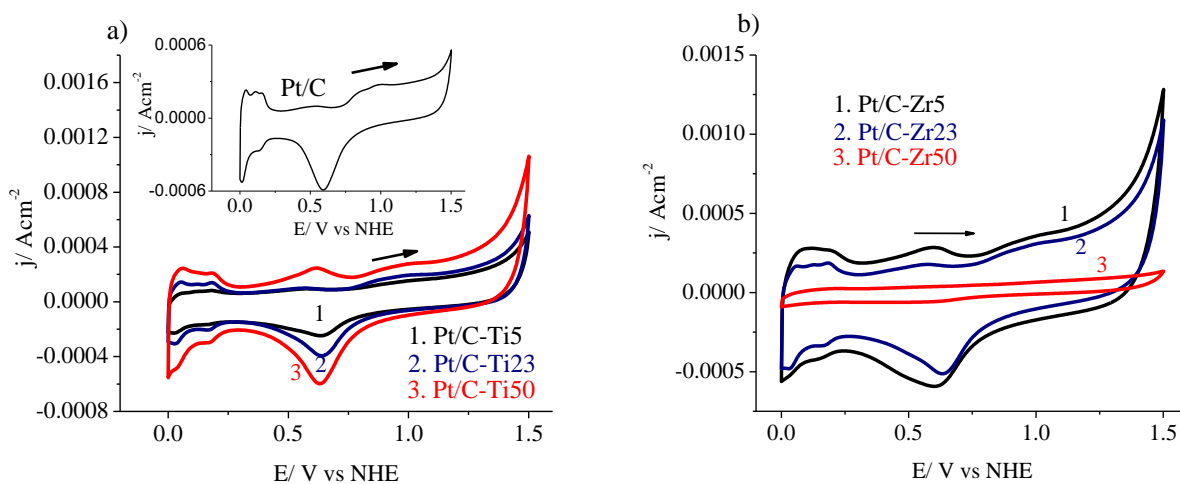 a)
0.0016
0.0012
0.0008
0.0004
0.0000
-0.0004
-0.0008
j/ Acm-2
0.0 0.5 1.0 1.5
E/ V vs NHE
1
2
3
1. Pt/C-Ti5
2. Pt/C-Ti23
3. Pt/C-Ti50
0.0006
0.0000
-0.0006
j/ Acm-2
Pt/C
0.0 0.5 1.0 1.5
E/ V vs NHE
b)
0.0015
0.0010
0.0005
0.0000
-0.0005
j/ Acm-2
1. Pt/C-Zr5
2. Pt/C-Zr23
3. Pt/C-Zr50
1
2
3
0.0 0.5 1.0 1.5
E/ V vs NHE